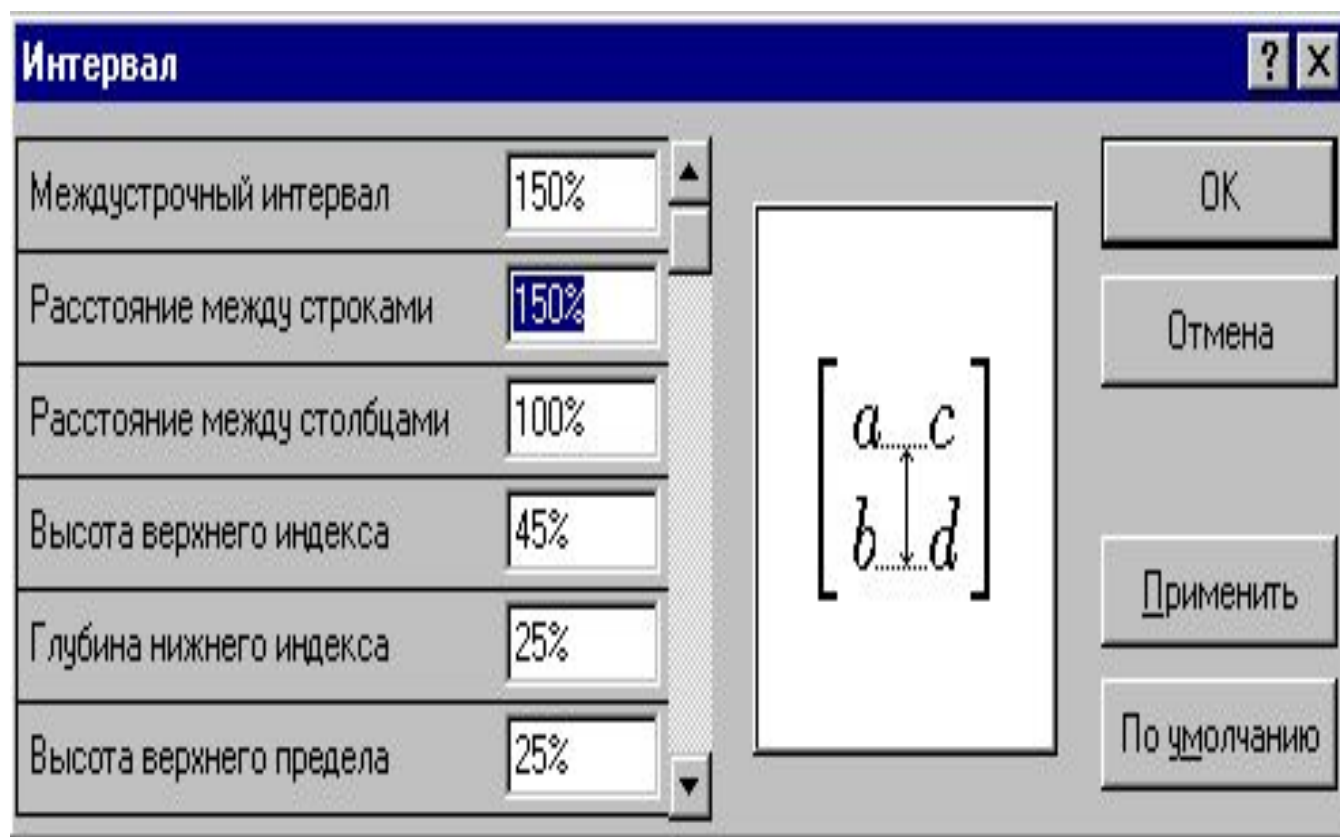 Интервал
Междустрочный интервал 150%
Расстояние между строками 150%
Расстояние между столбцами 100%
Высота верхнего индекса 45%
Глубина нижнего индекса 25%
Высота верхнего предела 25%
a c
b d
OK
Отмена
Применить
По умолчанию